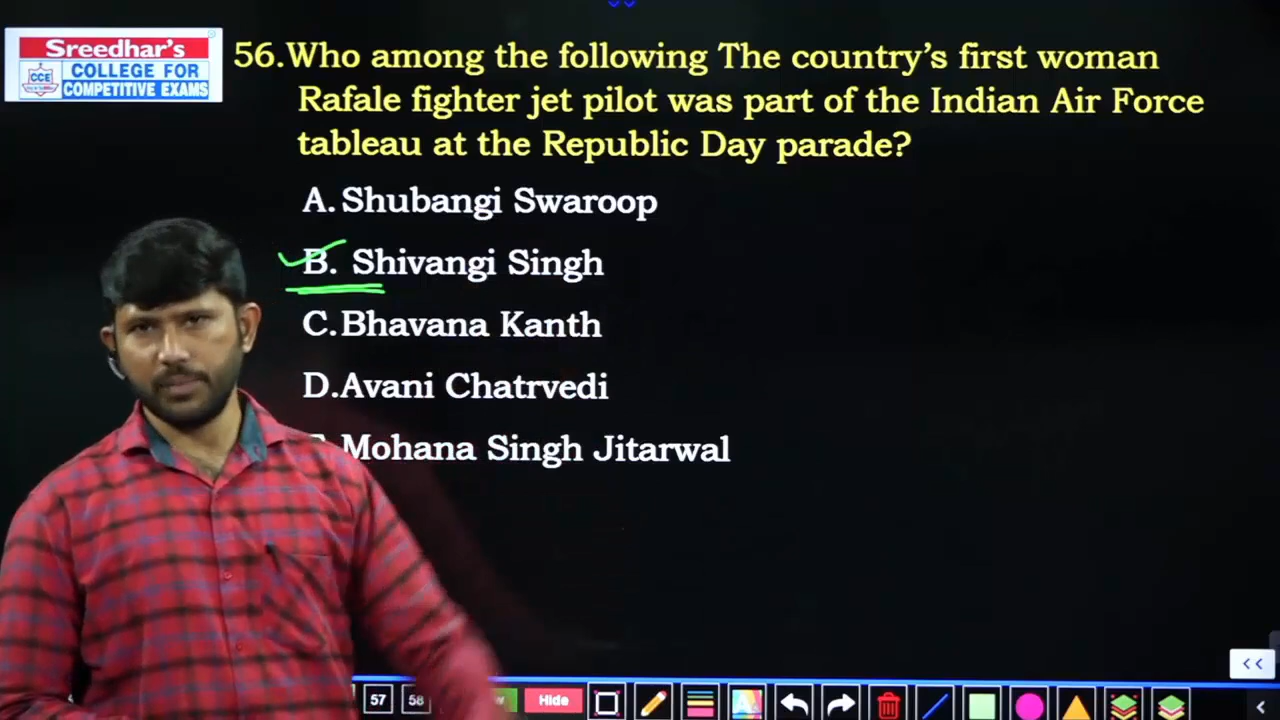 Sreedhar's
CCE
COLLEGE FOR
COMPETITIVE EXAMS
56.Who among the following The country's first woman
Rafale fighter jet pilot was part of the Indian Air Force
tableau at the Republic Day parade?
A. Shubangi Swaroop
B. Shivangi Singh
C. Bhavana Kanth
D. Avani Chatrvedi
Mohana Singh Jitarwal
57
58
Hide